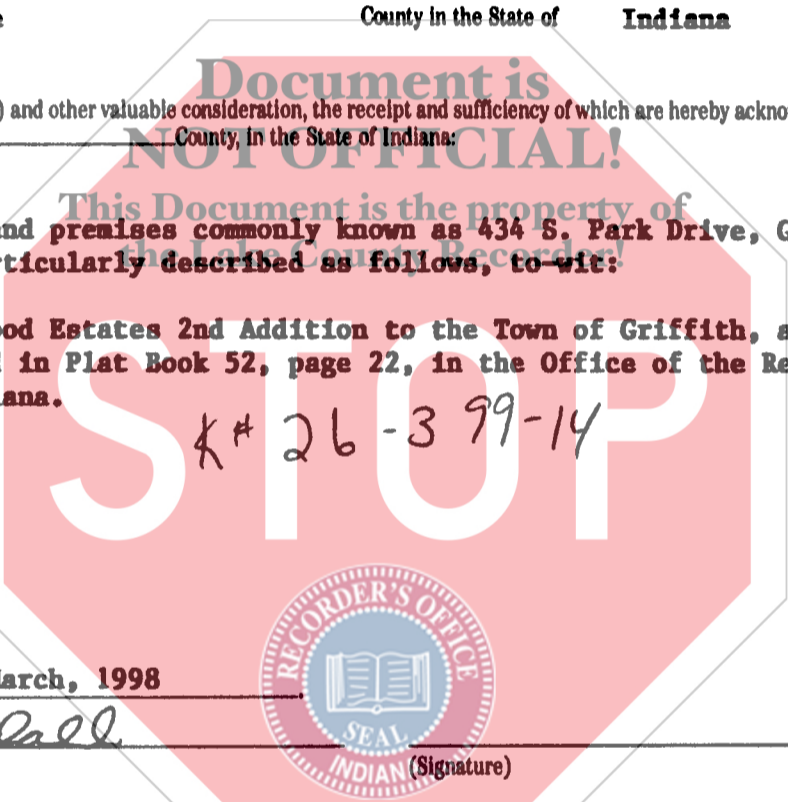 County in the State of Indiana
Document is
) and other valuable consideration, the receipt and sufficiency of which are hereby ackno
County, in the State of Indiana:
NOT OFFICIAL!
This Document is the property of
nd premises commonly known as 434 S. Park Drive, G
the Lake County Recorder!
ticularly described as follows, to-wit:
od Estates 2nd Addition to the Town of Griffith, a
in Plat Book 52, page 22, in the Office of the Re
ana.
K# 26-399-14
STOP
RECORDER'S OFFICE
arch, 1998
SEAL
INDIANA
(Signature)